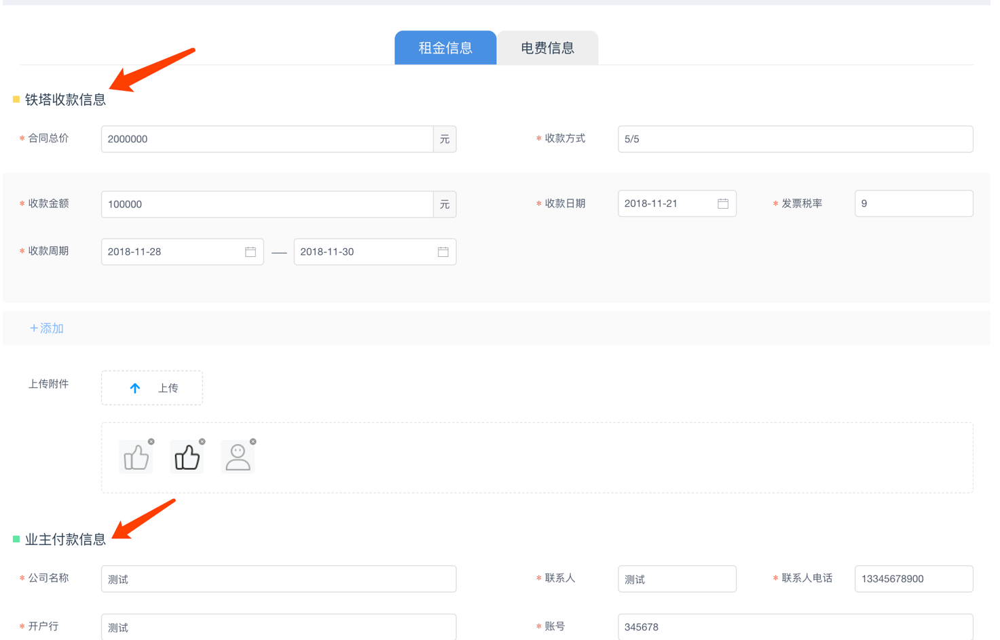 租金信息 电费信息
铁塔收款信息
* 合同总价 2000000 元 * 收款方式 5/5
* 收款金额 100000 元 * 收款日期 2018-11-21 * 发票税率 9
* 收款周期 2018-11-28 — 2018-11-30
+添加
上传附件 上传
业主付款信息
* 公司名称 测试 * 联系人 测试 * 联系人电话 13345678900
* 开户行 测试 * 账号 345678